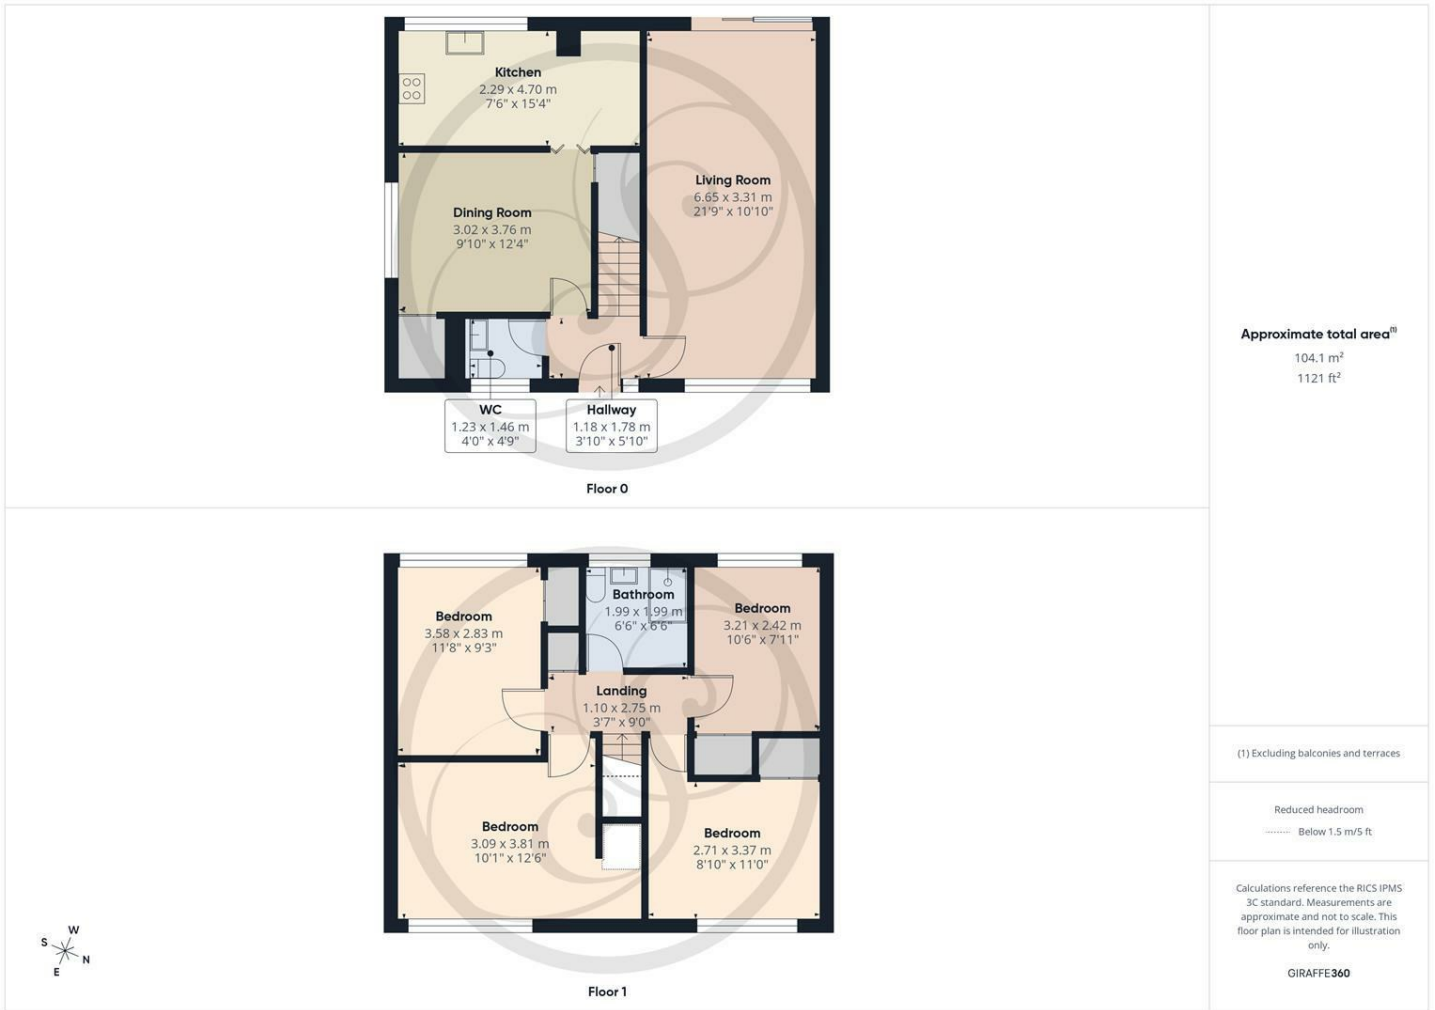 Kitchen
2.29 x 4.70 m
7'6" x 15'4"
Living Room
6.65 x 3.31 m
21'9" x 10'10"
Dining Room
3.02 x 3.76 m
9'10" x 12'4"
WC
1.23 x 1.46 m
4'0" x 4'9"
Hallway
1.18 x 1.78 m
3'10" x 5'10"
Floor 0
Approximate total area(1)
104.1 m²
1121 ft²
Bedroom
3.58 x 2.83 m
11'8" x 9'3"
Bathroom
1.99 x 1.99 m
6'6" x 6'6"
Bedroom
3.21 x 2.42 m
10'6" x 7'11"
Landing
1.10 x 2.75 m
3'7" x 9'0"
Bedroom
3.09 x 3.81 m
10'1" x 12'6"
Bedroom
2.71 x 3.37 m
8'10" x 11'0"
W
S
N
E
Floor 1
(1) Excluding balconies and terraces
Reduced headroom
Below 1.5 m/5 ft
Calculations reference the RICS IPMS
3C standard. Measurements are
approximate and not to scale. This
floor plan is intended for illustration
only.
GIRAFFE360